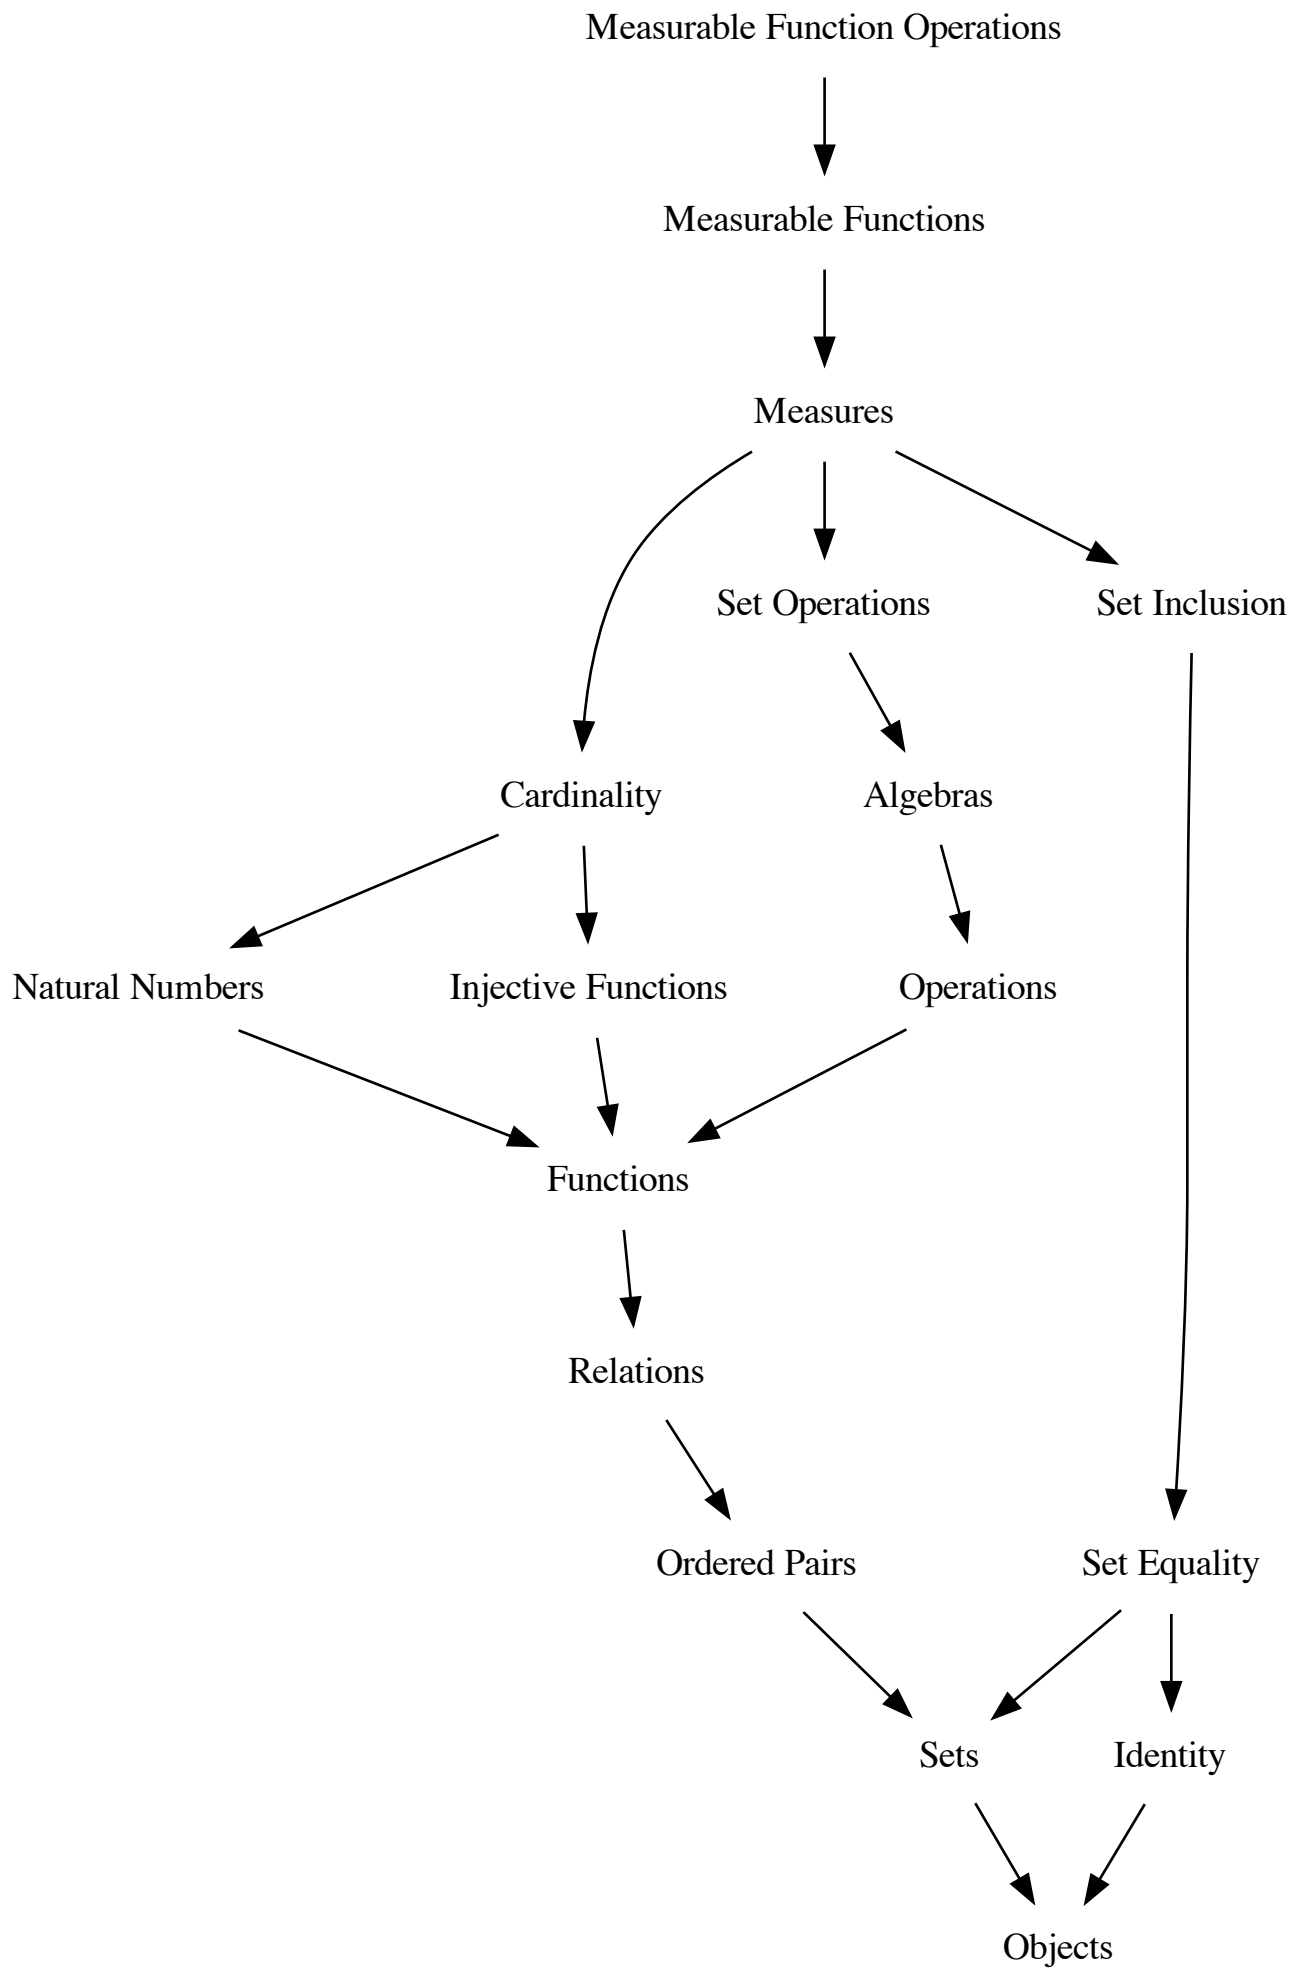 Measurable Function Operations
Measurable Functions
Measures
Set Operations
Set Inclusion
Cardinality
Algebras
Natural Numbers
Injective Functions
Operations
Functions
Relations
Ordered Pairs
Set Equality
Sets
Identity
Objects